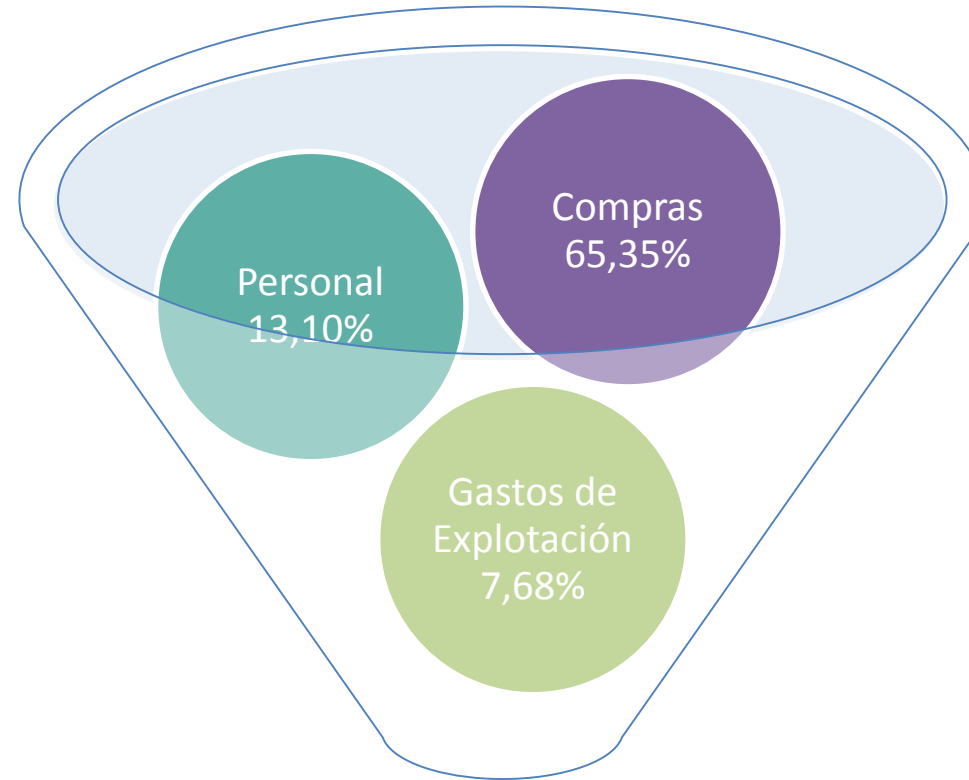 Compras
65,35%
Personal
13,10%
Gastos de
Explotación
7,68%